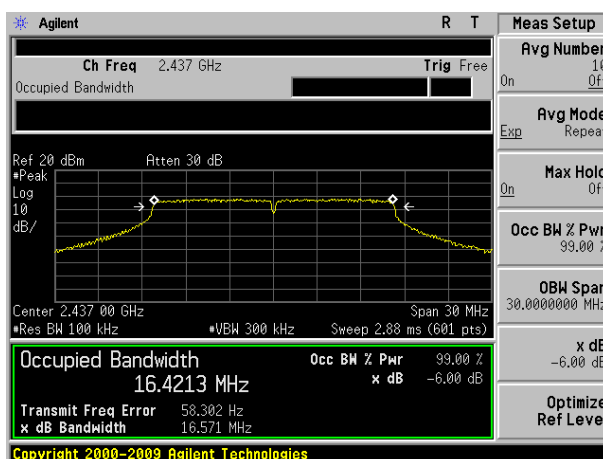 Agilent R T Meas Setup
Ch Freq 2.437 GHz Trig Free
Occupied Bandwidth
Ref 20 dBm Atten 30 dB
#Peak
Log
10
dB/
Center 2.437 00 GHz Span 30 MHz
#Res BW 100 kHz #VBW 300 kHz Sweep 2.88 ms (601 pts)
Occupied Bandwidth Occ BW % Pwr 99.00 %
16.4213 MHz x dB -6.00 dB
Transmit Freq Error 58.302 Hz
x dB Bandwidth 16.571 MHz
Copyright 2000-2009 Agilent Technologies
Avg Number
10
On Of
Avg Mode
Exp Repea
Max Hold
On Of
Occ BW % Pwr
99.00 %
OBW Span
30.0000000 MHz
x dB
-6.00 dB
Optimize
Ref Leve